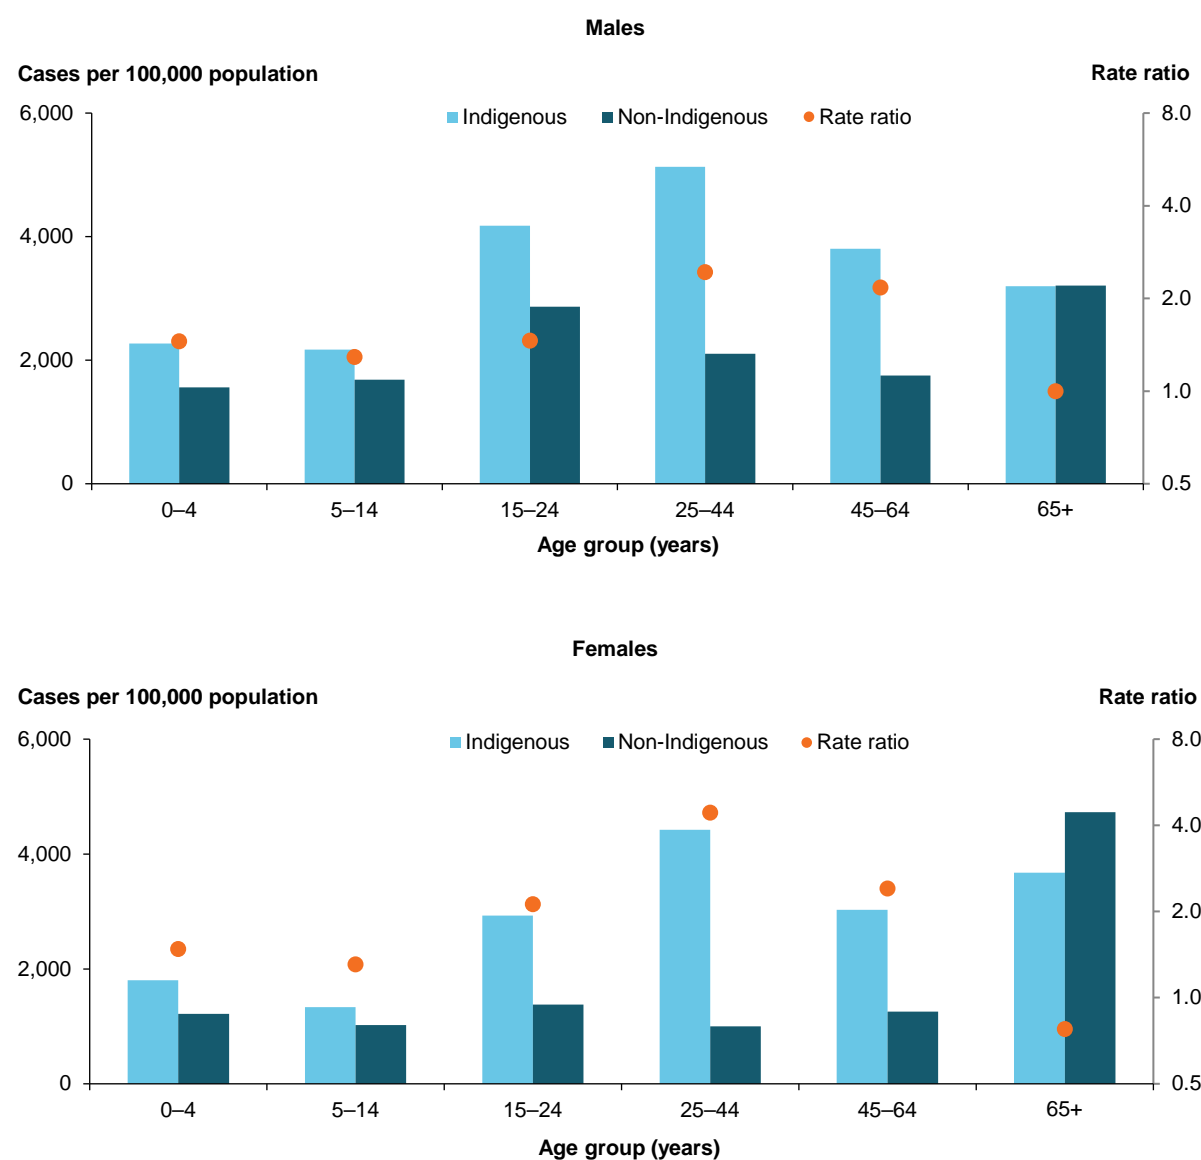 Males
Cases per 100,000 population Rate ratio
6,000 Indigenous Non-Indigenous Rate ratio 8.0
4.0
4,000
2.0
2,000
1.0
0 0.5
0–4 5–14 15–24 25–44 45–64 65+
Age group (years)
Females
Cases per 100,000 population Rate ratio
6,000 Indigenous Non-Indigenous Rate ratio 8.0
4.0
4,000
2.0
2,000
1.0
0 0.5
0–4 5–14 15–24 25–44 45–64 65+
Age group (years)